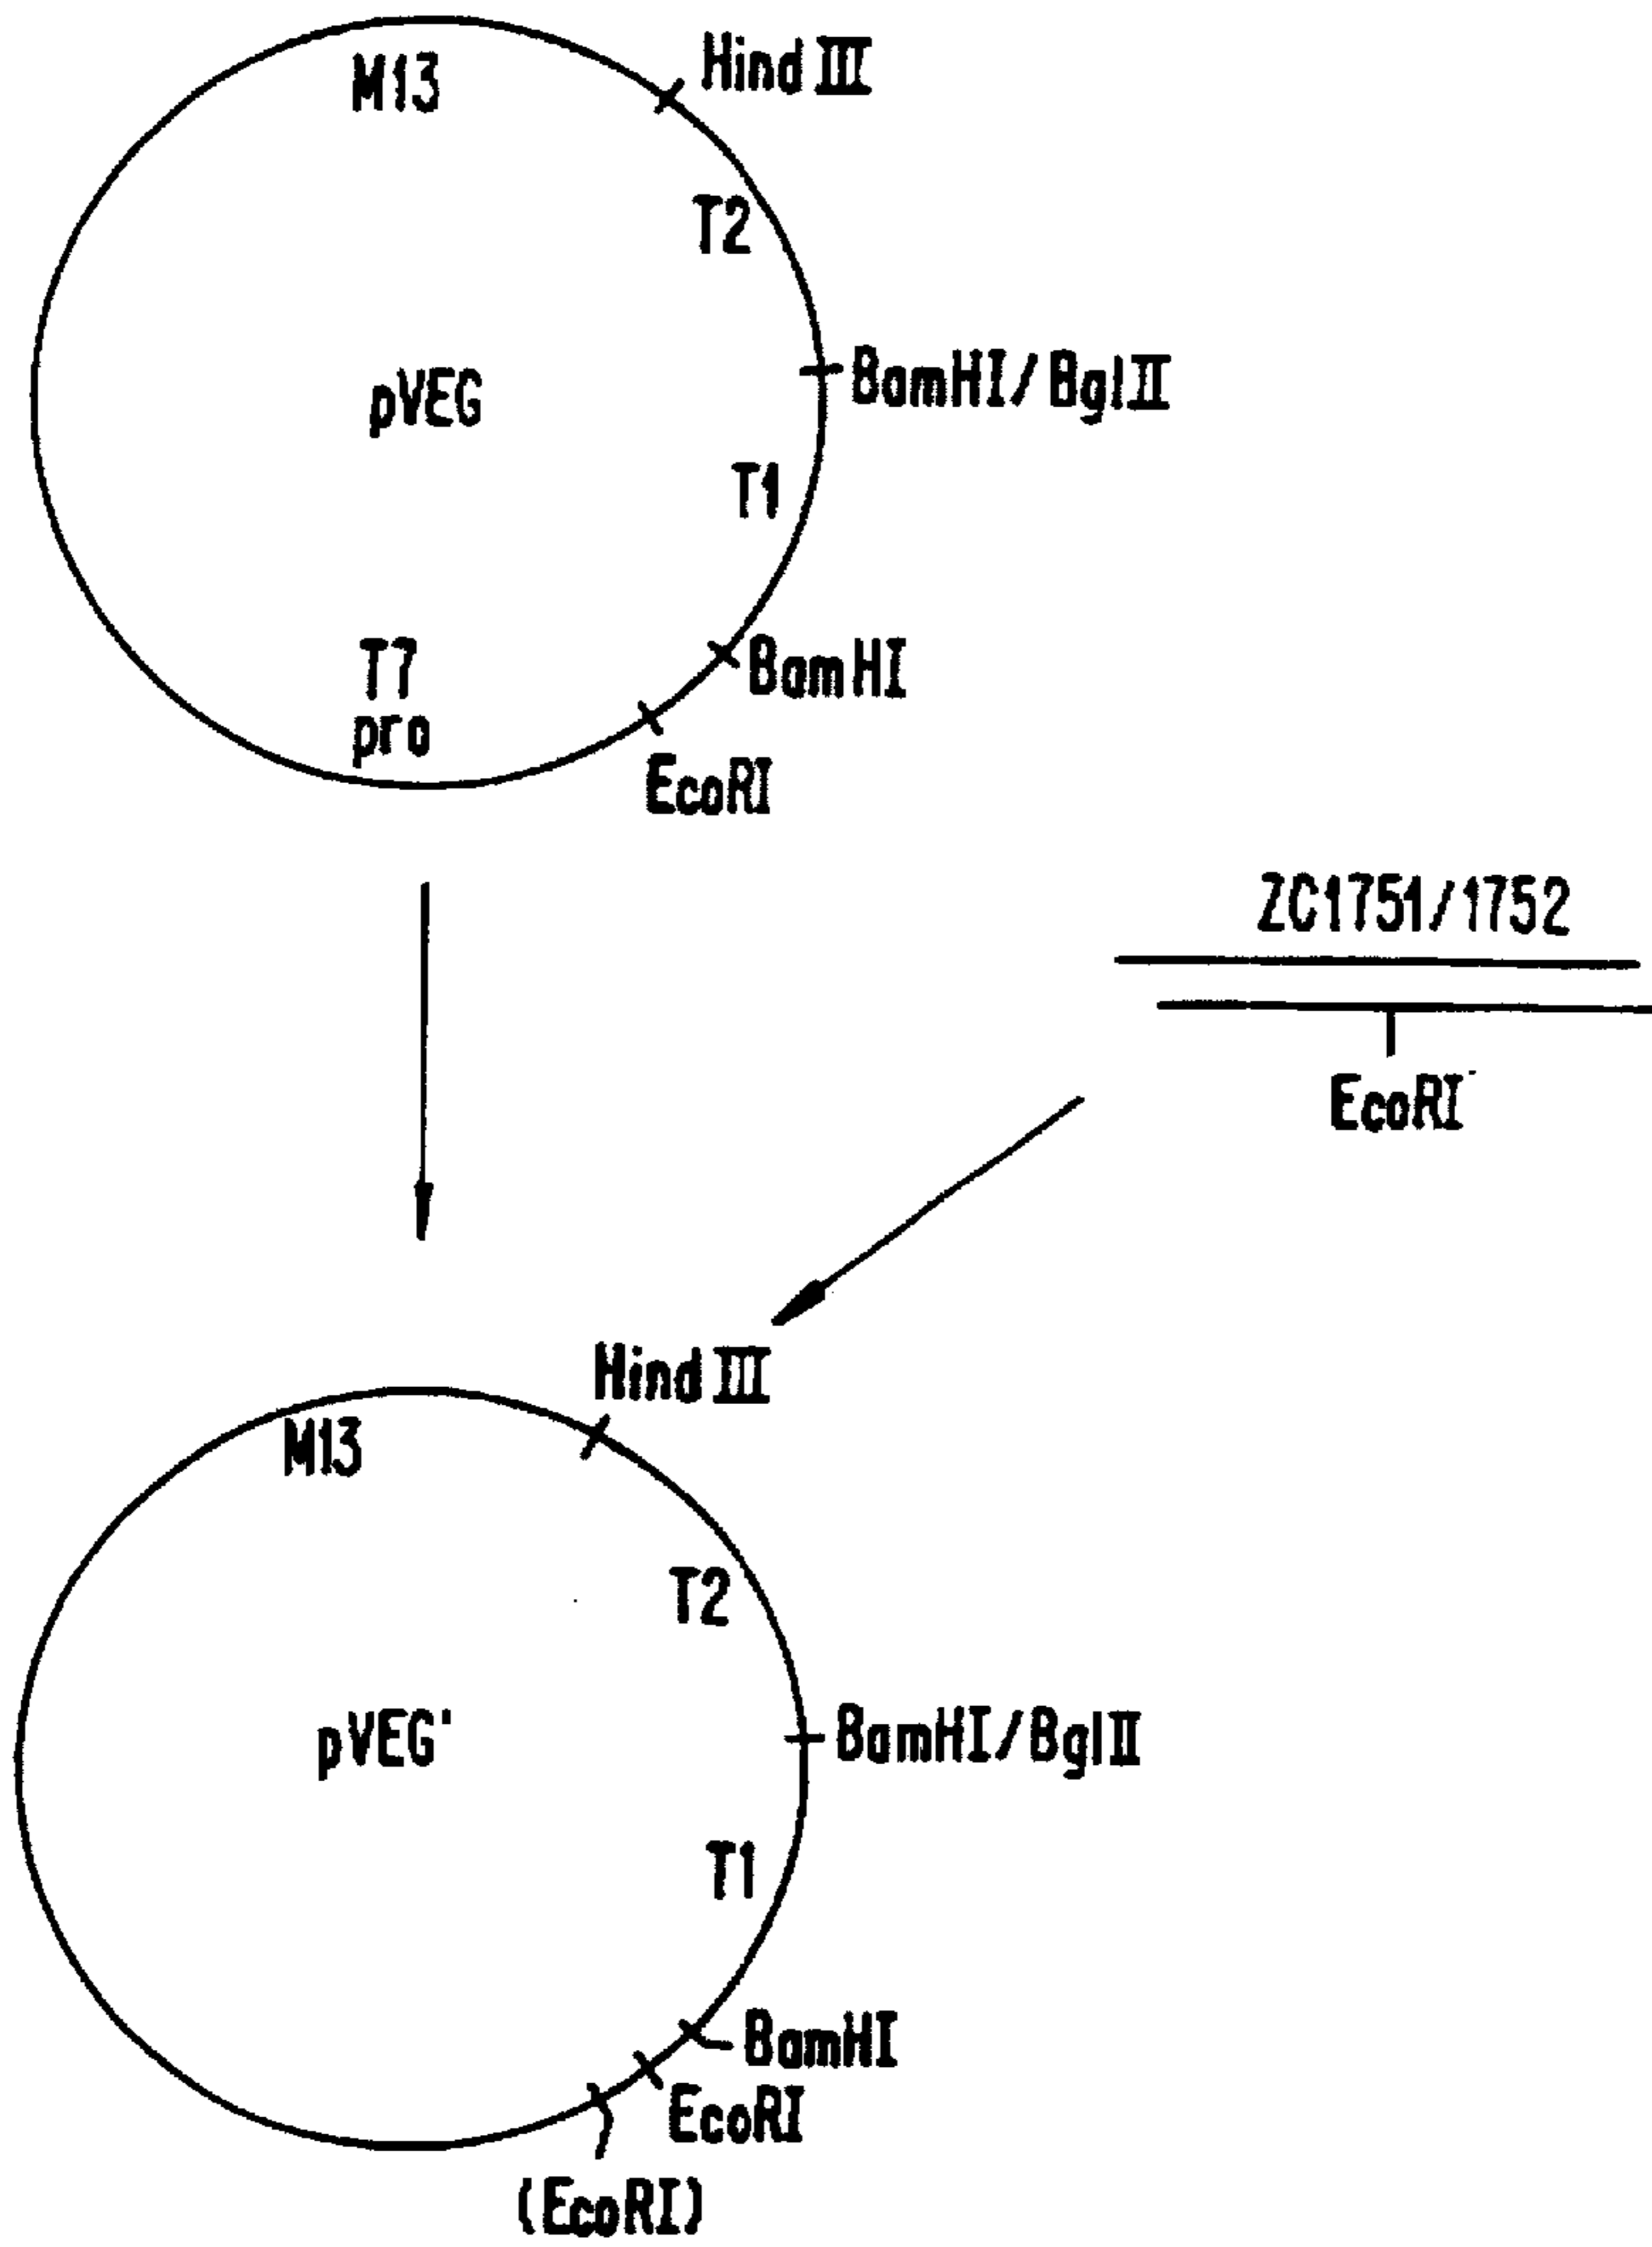 M13
Hind III
T2
pVEG
BamHI/BglII
T1
T7
pro
BamHI
EcoRI
ZC1751/1752
EcoRI
Hind III
M13
T2
pVEG'
BamHI/BglII
T1
BamHI
EcoRI
(EcoRI)